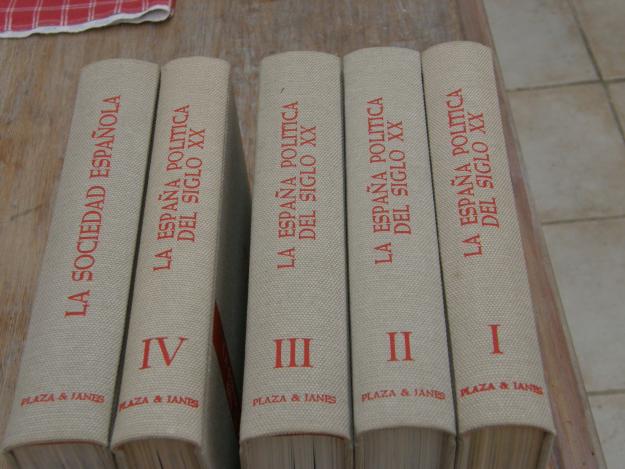 LA SOCIEDAD ESPAÑOLA
PLAZA & JANES
LA ESPAÑA POLITICA
DEL SIGLO XX
IV
PLAZA & JANES
LA ESPAÑA POLITICA
DEL SIGLO XX
III
PLAZA & JANES
LA ESPAÑA POLITICA
DEL SIGLO XX
II
PLAZA & JANES
LA ESPAÑA POLITICA
DEL SIGLO XX
I
PLAZA & JANES